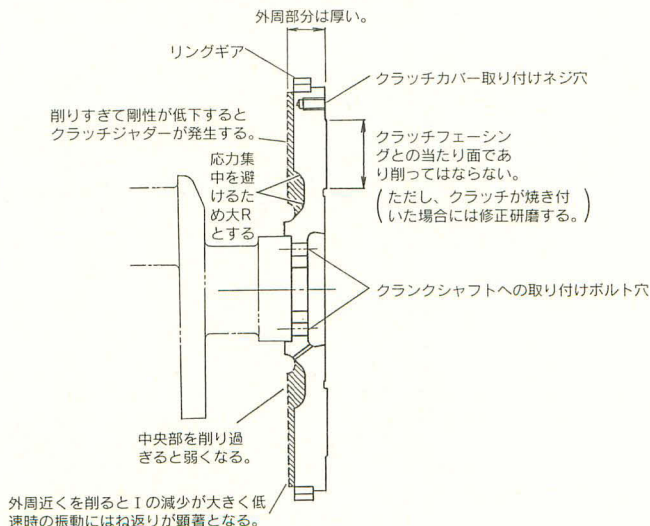 外周部分は厚い。
リングギア
クラッチカバー取り付けネジ穴
削りすぎて剛性が低下すると
クラッチジャダーが発生する。
クラッチフェーシン
グとの当たり面であ
り削ってはならない。
(ただし、クラッチが焼き付
いた場合には修正研磨する。)
応力集
中を避
けるた
め大R
とする
クランクシャフトへの取り付けボルト穴
中央部を削り過
ぎると弱くなる。
外周近くを削るとIの減少が大きく低
速時の振動にはね返りが顕著となる。